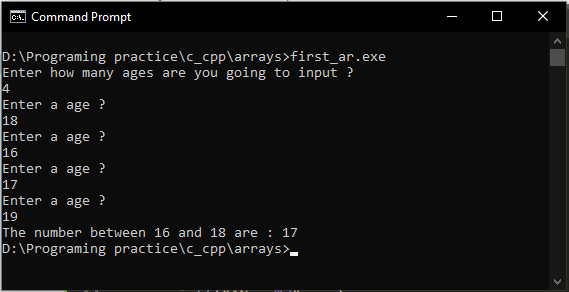 Command Prompt
D:\Programing practice\c_cpp\arrays>first_ar.exe
Enter how many ages are you going to input ?
4
Enter a age ?
18
Enter a age ?
16
Enter a age ?
17
Enter a age ?
19
The number between 16 and 18 are : 17
D:\Programing practice\c_cpp\arrays>